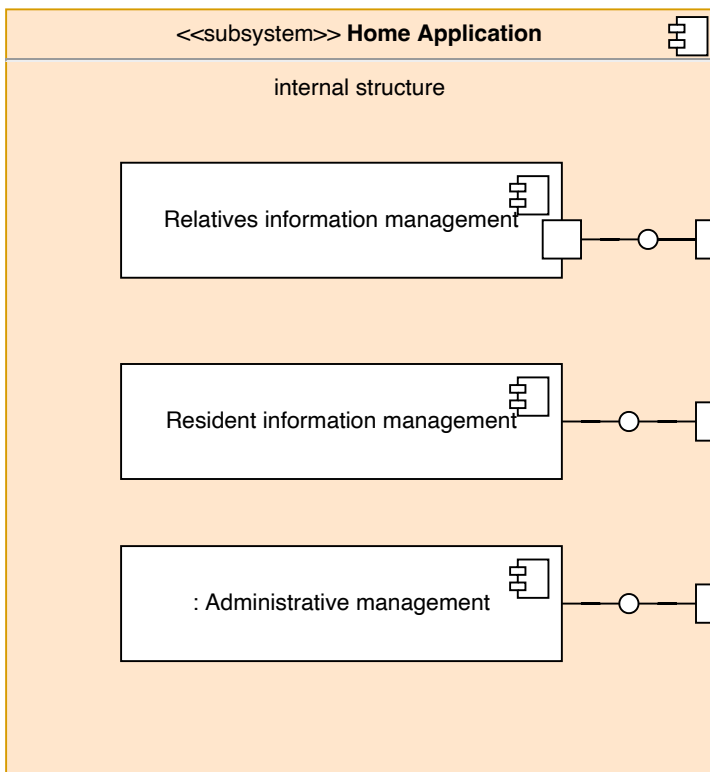 <<subsystem>> Home Application
internal structure
Relatives information management
Resident information management
: Administrative management